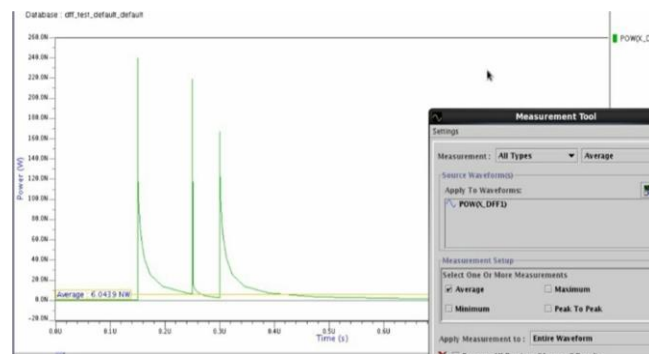 Database : dff_test_default_default
260.0N
POW(X_D
240.0N
220.0N
200.0N
180.0N
160.0N
140.0N
120.0N
100.0N
80.0N
60.0N
40.0N
20.0N
0.0N
-20.0N
Power (W)
Average : 6.0439 NW
0.0U
0.1U
0.2U
0.3U
0.4U
0.5U
0.6U
Time (s)
Measurement Tool
Settings
Measurement : All Types Average
Source Waveform(s)
Apply To Waveforms:
POW(X_DFF1)
Measurement Setup
Select One Or More Measurements
Average Maximum
Minimum Peak To Peak
Apply Measurement to : Entire Waveform